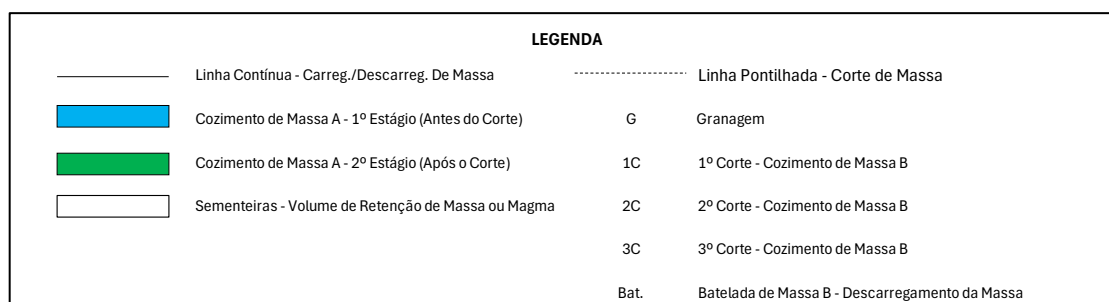 LEGENDA
Linha Contínua - Carreg./Descarreg. De Massa
Linha Pontilhada - Corte de Massa
Cozimento de Massa A - 1º Estágio (Antes do Corte)
G Granagem
Cozimento de Massa A - 2º Estágio (Após o Corte)
1C 1º Corte - Cozimento de Massa B
Sementeiras - Volume de Retenção de Massa ou Magma
2C 2º Corte - Cozimento de Massa B
3C 3º Corte - Cozimento de Massa B
Bat. Batelada de Massa B - Descarregamento da Massa